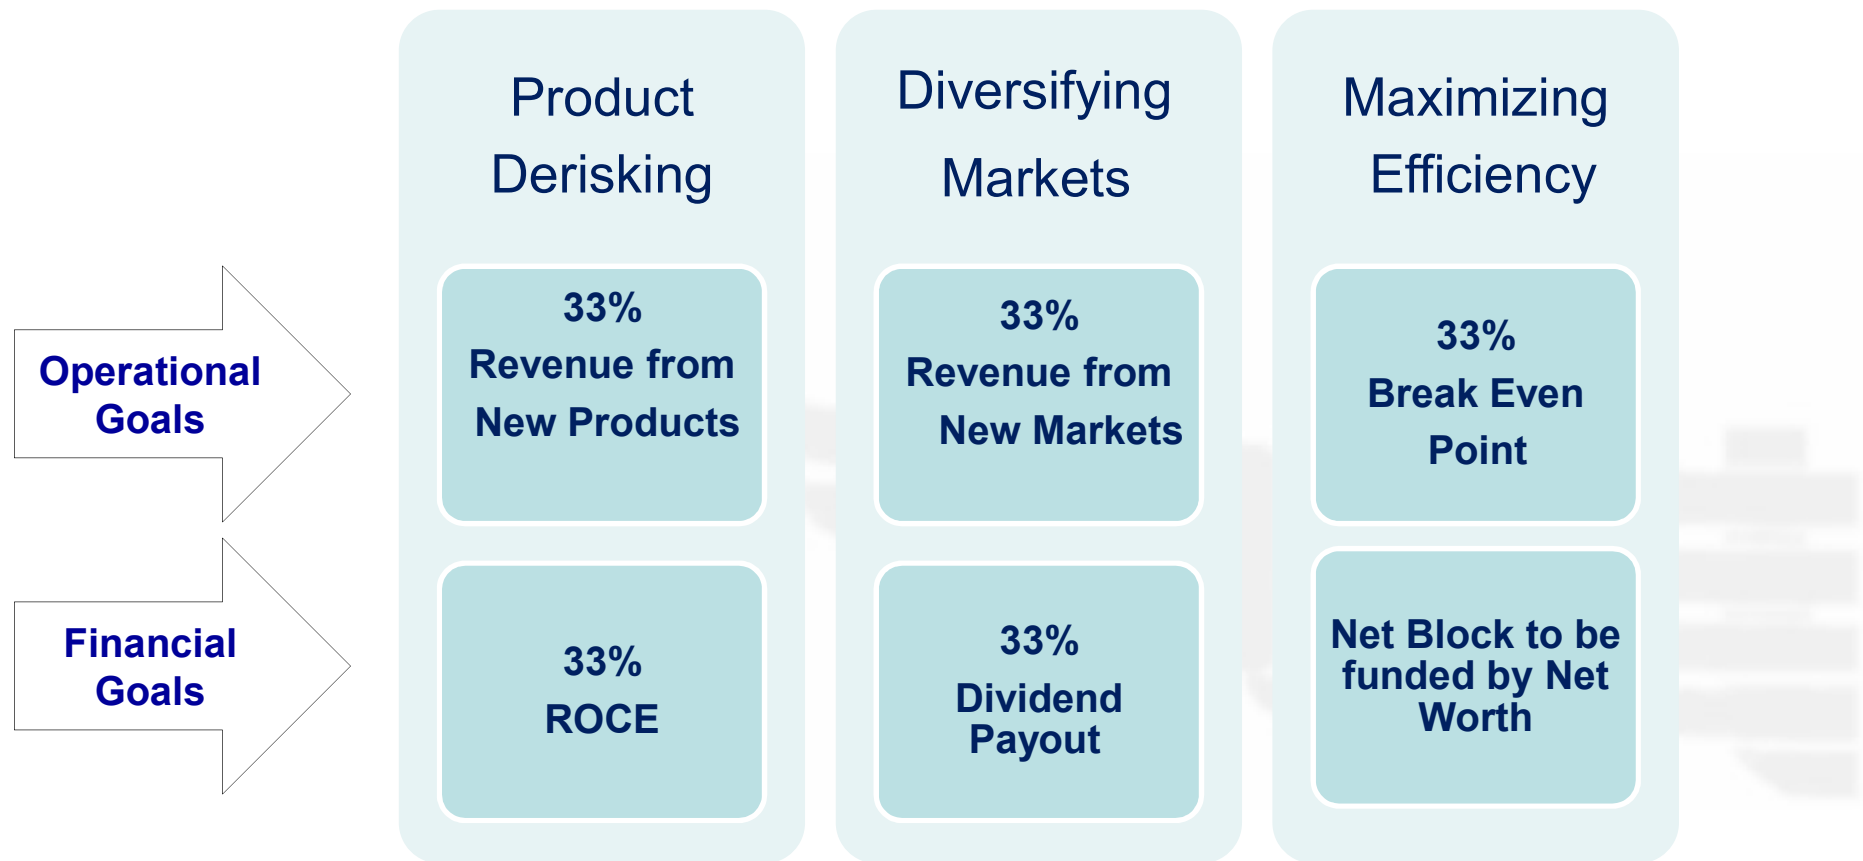 Product
Derisking
Diversifying
Markets
Maximizing
Efficiency
Operational
Goals
33%
Revenue from
New Products
33%
Revenue from
New Markets
33%
Break Even
Point
Financial
Goals
33%
ROCE
33%
Dividend
Payout
Net Block to be
funded by Net
Worth